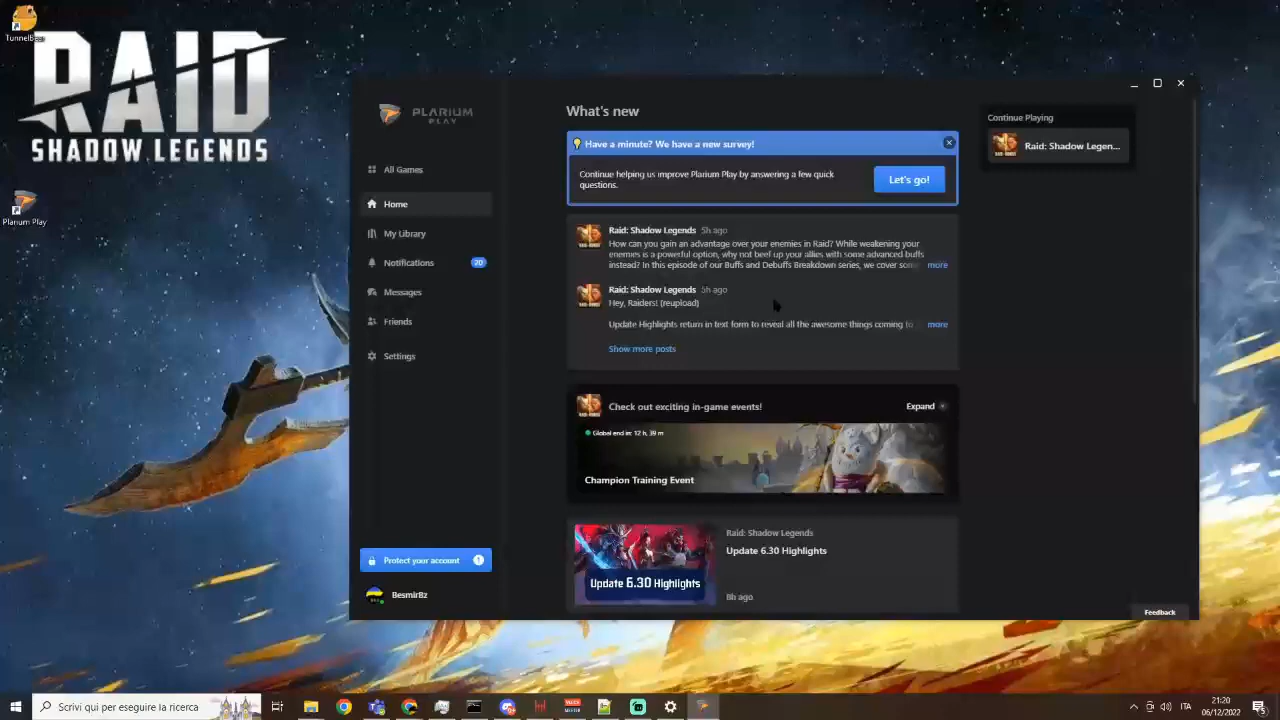 TunnelBear
RAID
SHADOW LEGENDS
Plarium Play
PLARIUM
PLAY
All Games
Home
My Library
Notifications
20
Messages
Friends
Settings
Protect your account
1
BesmirBz
What's new
Have a minute? We have a new survey!
Continue helping us improve Plarium Play by answering a few quick
questions.
Let's go!
Raid: Shadow Legends 5h ago
How can you gain an advantage over your enemies in Raid? While weakening your
enemies is a powerful option, why not beef up your allies with some advanced buffs
instead? In this episode of our Buffs and Debuffs Breakdown series, we cover some more
Raid: Shadow Legends 5h ago
Hey, Raiders! (reupload)
Update Highlights return in text form to reveal all the awesome things coming to more
Show more posts
Check out exciting in-game events!
Expand
Global end in: 12 h, 39 m
Champion Training Event
Update 6.30 Highlights
Raid: Shadow Legends
Update 6.30 Highlights
8h ago
Continue Playing
Raid: Shadow Legen...
Feedback
Scrivi qui per eseguire la ricerca
ITA
21:20
06/12/2022